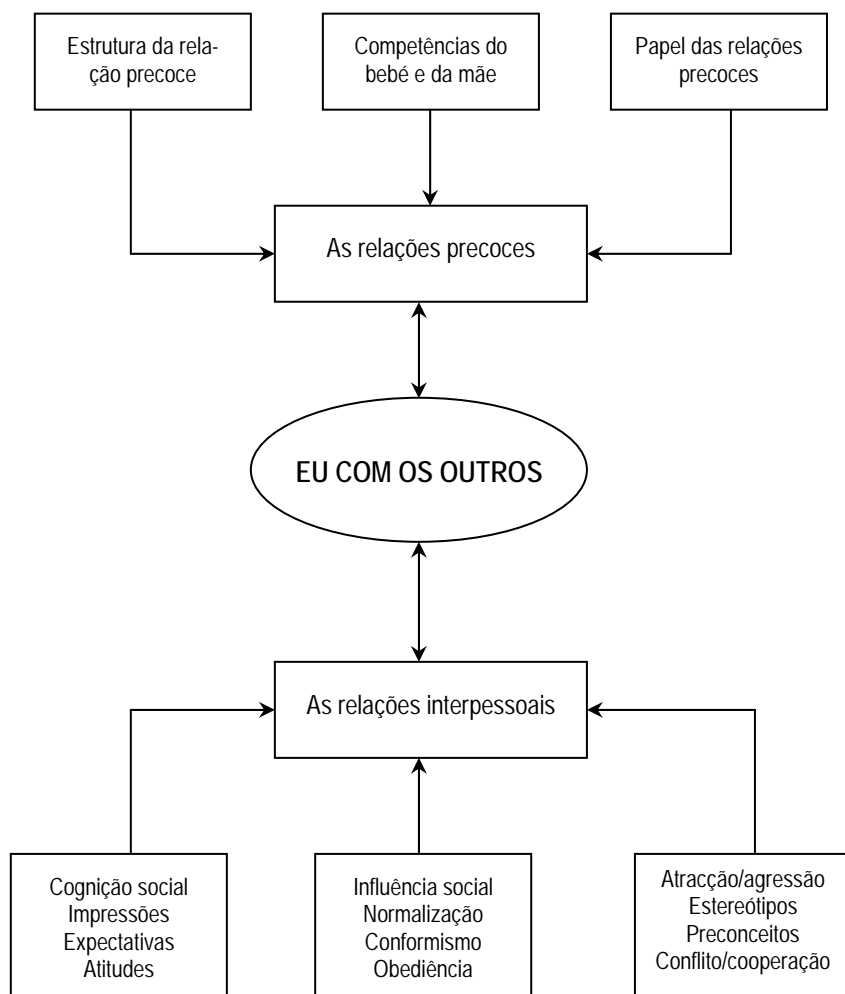 Estrutura da rela-
ção precoce
Competências do
bebé e da mãe
Papel das relações
precoces
As relações precoces
EU COM OS OUTROS
As relações interpessoais
Cognição social
Impressões
Expectativas
Atitudes
Influência social
Normalização
Conformismo
Obediência
Atracção/agressão
Estereótipos
Preconceitos
Conflito/cooperação